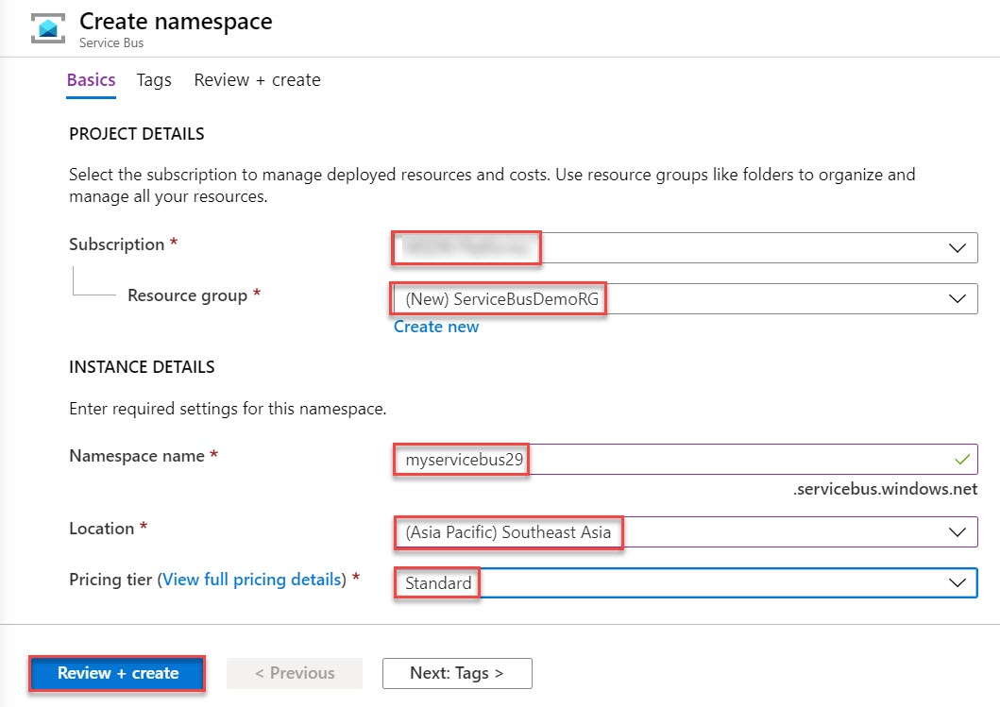 Create namespace
Service Bus
Basics Tags Review + create
PROJECT DETAILS
Select the subscription to manage deployed resources and costs. Use resource groups like folders to organize and
manage all your resources.
Subscription *
Resource group * (New) ServiceBusDemoRG
Create new
INSTANCE DETAILS
Enter required settings for this namespace.
Namespace name * myservicebus29
.servicebus.windows.net
Location * (Asia Pacific) Southeast Asia
Pricing tier (View full pricing details) * Standard
Review + create < Previous Next: Tags >